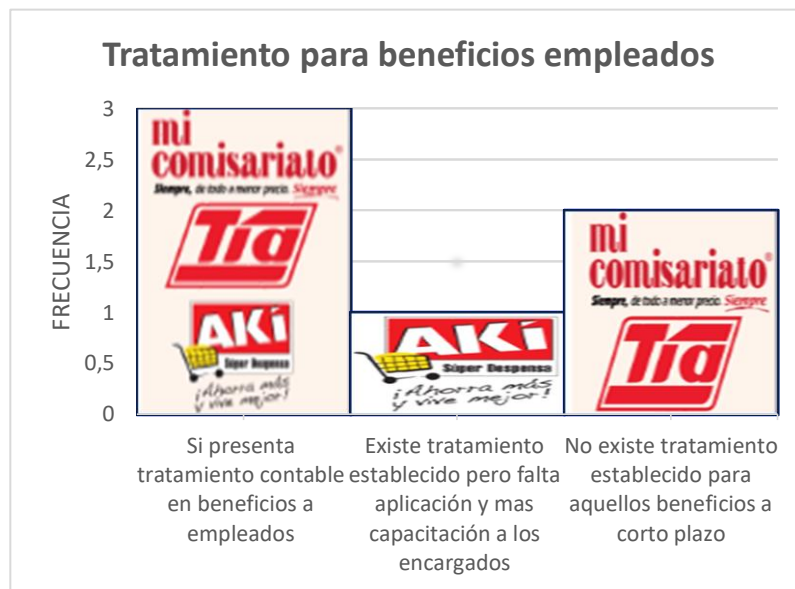 Tratamiento para beneficios empleados
FRECUENCIA
3
2,5
2
1,5
1
0,5
0
mi
comisariato®
Siempre, de todo a menor precio. Siempre
Tía
AKÍ
Súper Despensa
¡Ahorra más
y vive mejor!
AKÍ
Súper Despensa
¡Ahorra más
y vive mejor!
mi
comisariato®
Siempre, de todo a menor precio. Siempre
Tía
Si presenta
tratamiento contable
en beneficios a
empleados
Existe tratamiento
establecido pero falta
aplicación y mas
capacitación a los
encargados
No existe tratamiento
establecido para
aquellos beneficios a
corto plazo